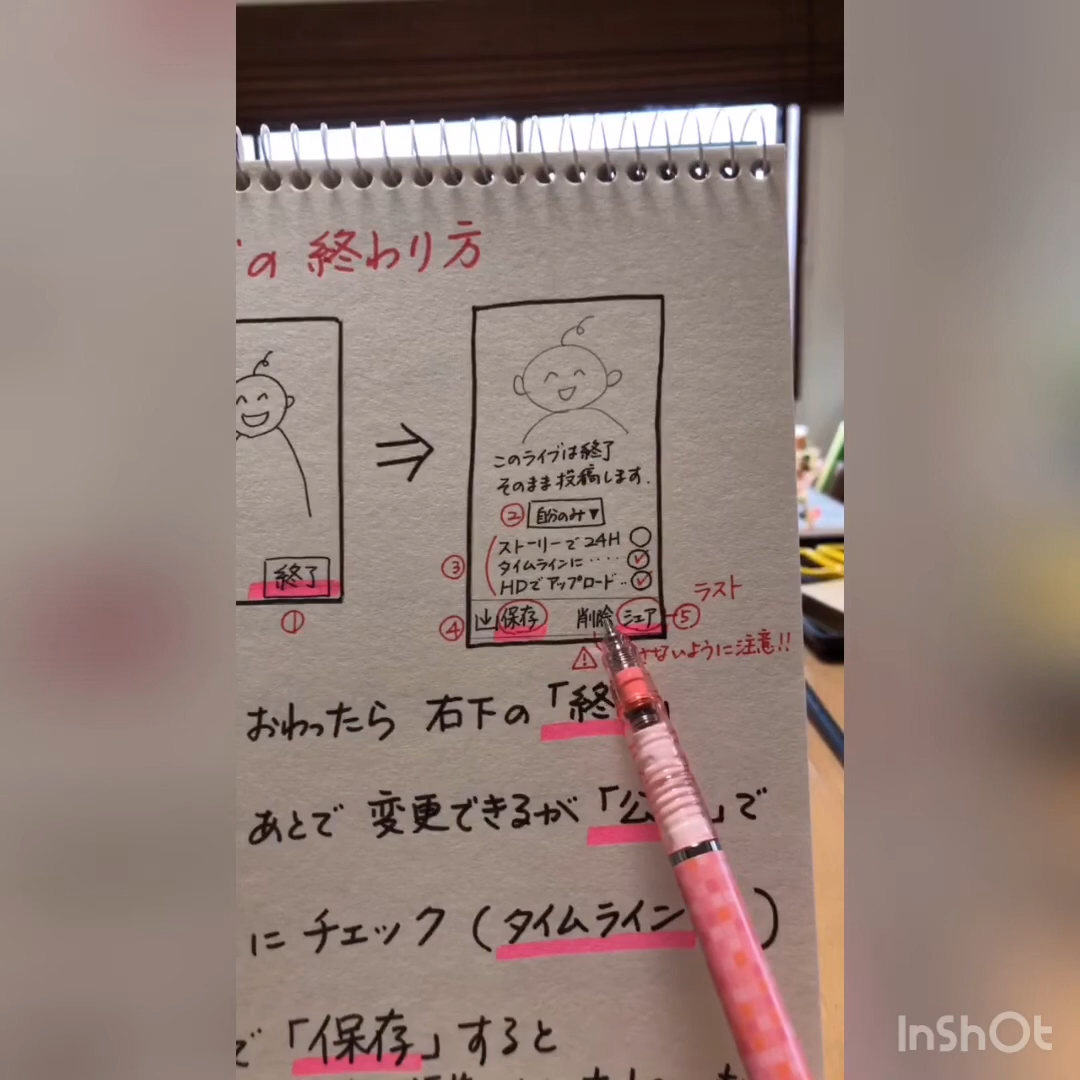 の 終わり方
このライブは終了
そのまま投稿します.
② 自分のみ▼
ストーリーで24H
③ タイムラインに‥‥
HDでアップロード‥
終了
①
④ 保存 削除 シェア ⑤
ラスト
ないように注意!!
おわったら 右下の「終
あとで 変更できるが「公 」で
にチェック(タイムライン )
「保存」すると
InShOt